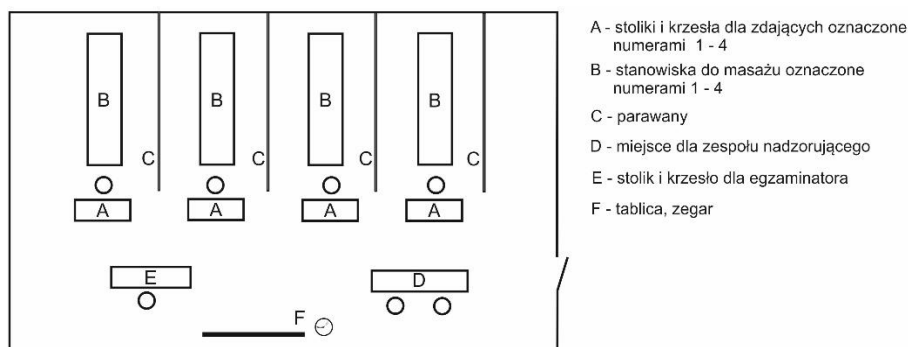 B B B B
C C C C
A A A A
E D
F
A - stoliki i krzesła dla zdających oznaczone
numerami 1 - 4
B - stanowiska do masażu oznaczone
numerami 1 - 4
C - parawany
D - miejsce dla zespołu nadzorującego
E - stolik i krzesło dla egzaminatora
F - tablica, zegar